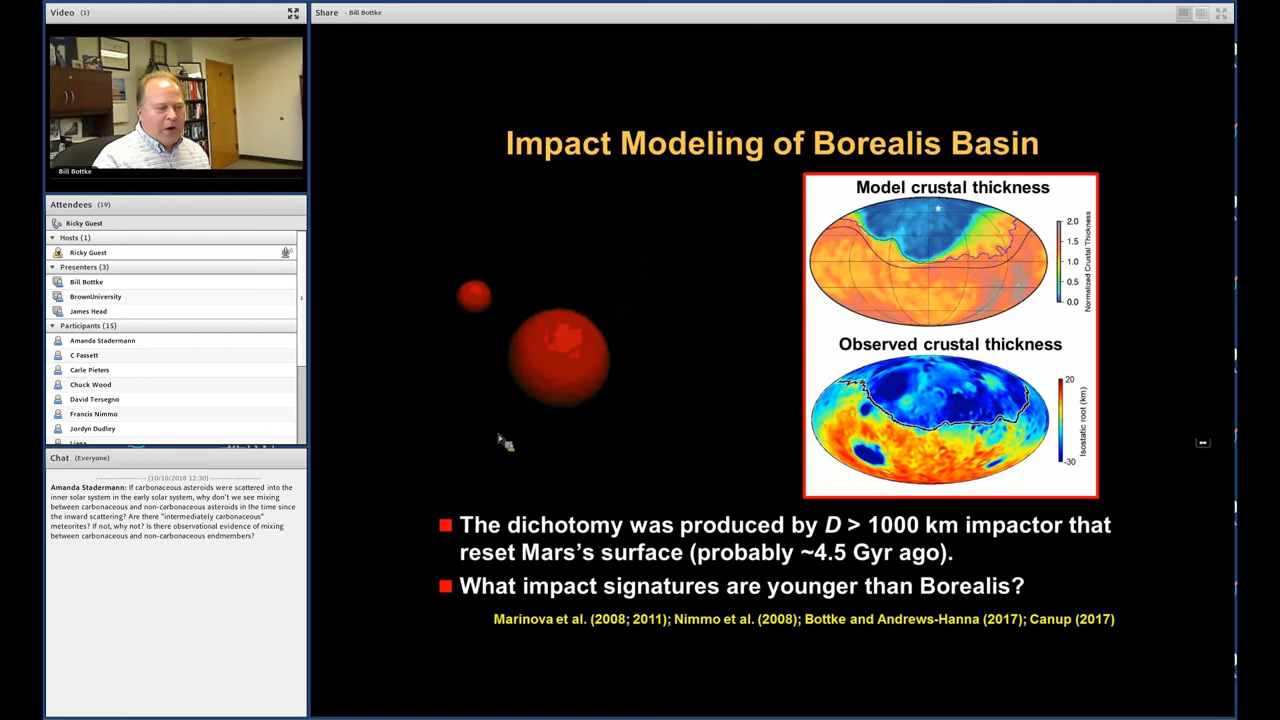 Video (1)
Bill Bottke
Attendees (19)
Ricky Guest
Hosts (1)
Ricky Guest
Presenters (3)
Bill Bottke
BrownUniversity
James Head
Participants (15)
Amanda Stadermann
C Fassett
Carle Pieters
Chuck Wood
David Tersegno
Francis Nimmo
Jordyn Dudley
Chat (Everyone)
(10/10/2018 12:30)
Amanda Stadermann: If carbonaceous asteroids were scattered into the
inner solar system in the early solar system, why don't we see mixing
between carbonaceous and non-carbonaceous asteroids in the time since
the inward scattering? Are there "intermediately carbonaceous"
meteorites? If not, why not? Is there observational evidence of mixing
between carbonaceous and non-carbonaceous endmembers?
Share - Bill Bottke
Impact Modeling of Borealis Basin
Model crustal thickness
2.0
1.5
1.0
0.5
0.0
Normalized Crustal Thickness
Observed crustal thickness
20
-30
Isostatic root (km)
The dichotomy was produced by D > 1000 km impactor that
reset Mars's surface (probably ~4.5 Gyr ago).
What impact signatures are younger than Borealis?
Marinova et al. (2008; 2011); Nimmo et al. (2008); Bottke and Andrews-Hanna (2017); Canup (2017)